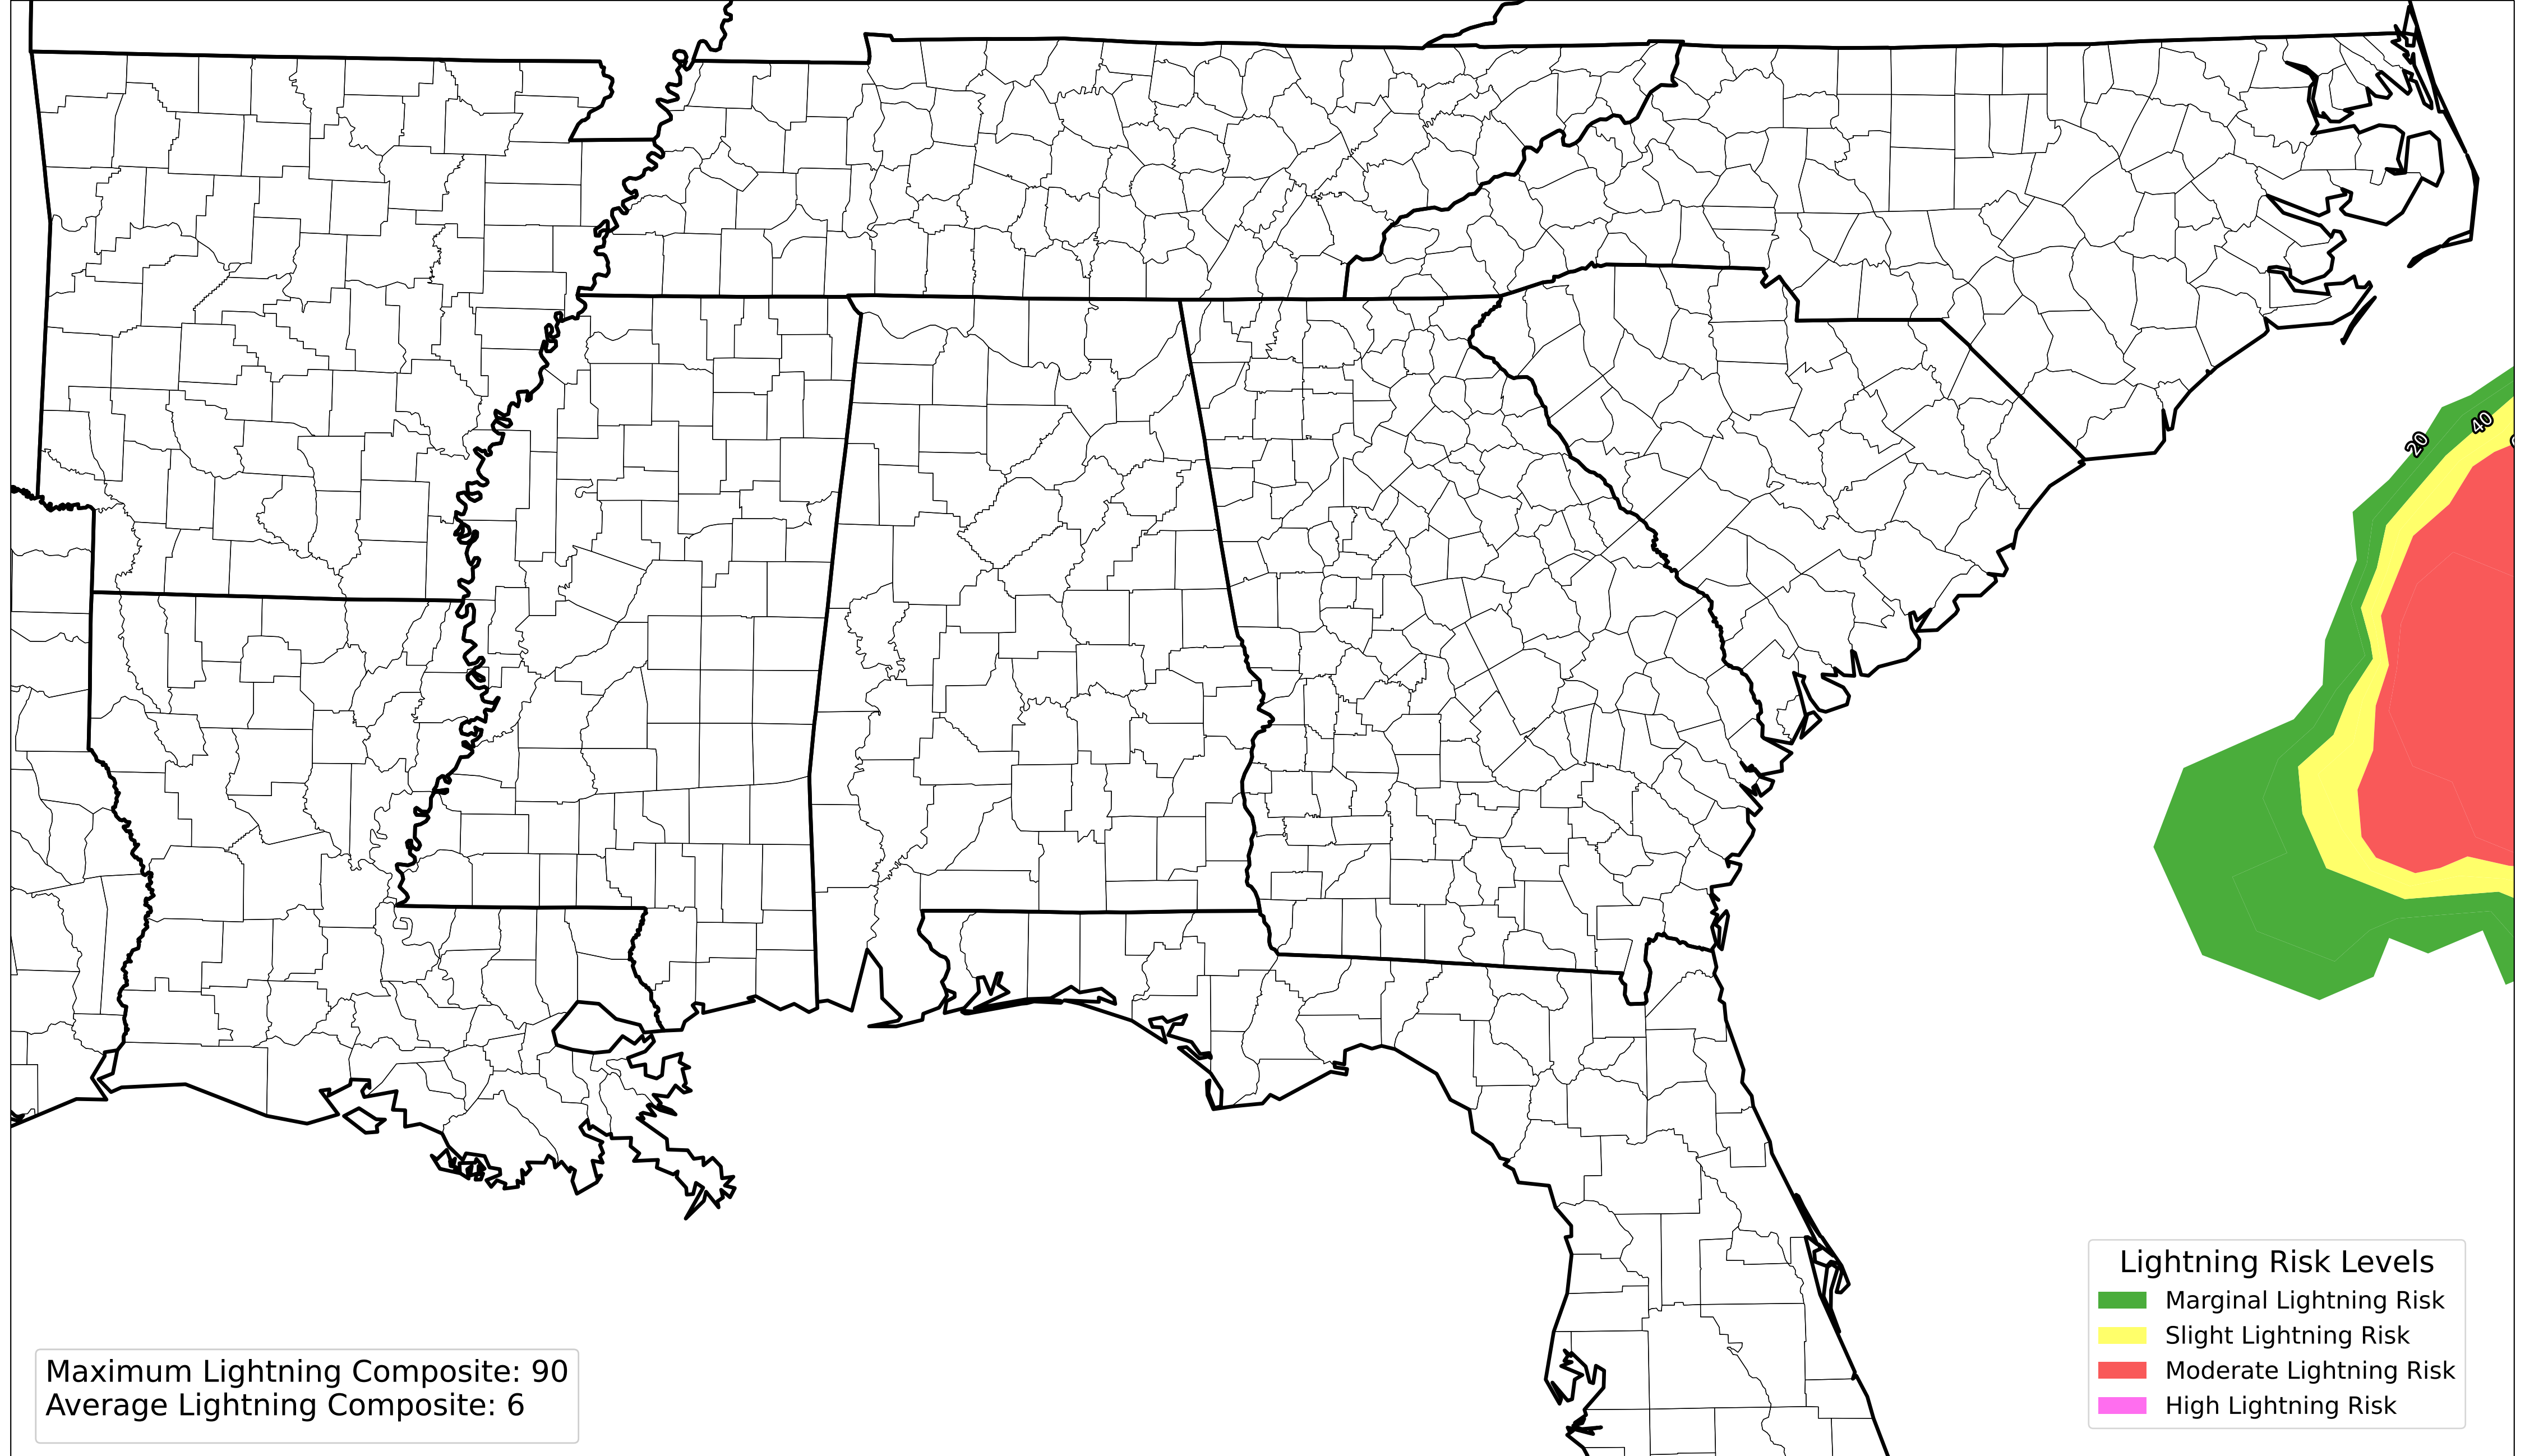 20
40
Lightning Risk Levels
Marginal Lightning Risk
Slight Lightning Risk
Moderate Lightning Risk
High Lightning Risk
Maximum Lightning Composite: 90
Average Lightning Composite: 6